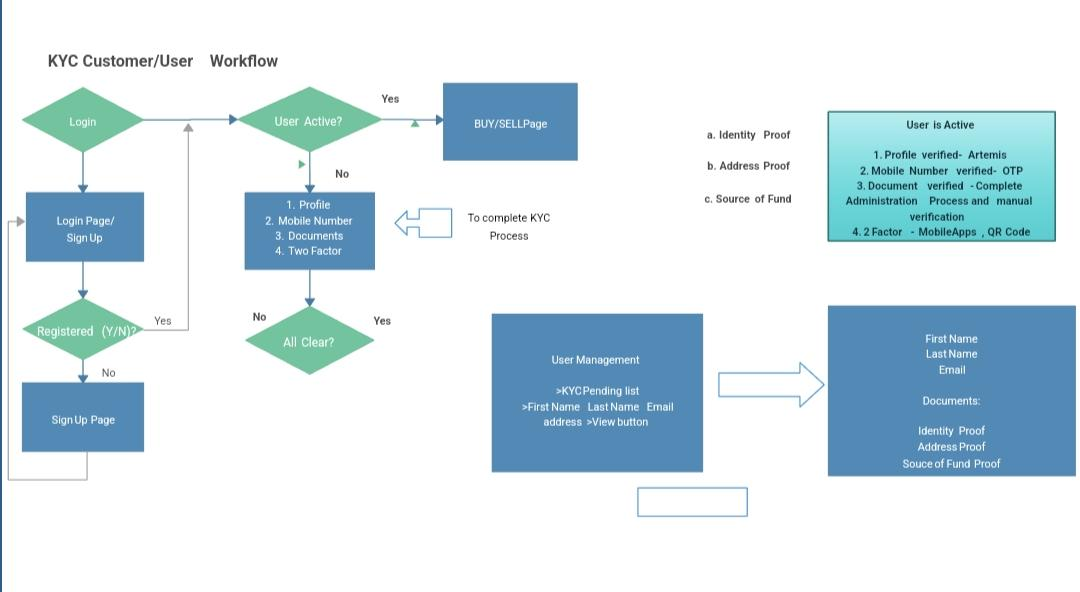 KYC Customer/User Workflow
Login
User Active?
Yes
BUY/SELLPage
No
Login Page/
Sign Up
1. Profile
2. Mobile Number
3. Documents
4. Two Factor
To complete KYC
Process
Registered (Y/N)?
Yes
No
Sign Up Page
No
All Clear?
Yes
a. Identity Proof
b. Address Proof
c. Source of Fund
User is Active
1. Profile verified- Artemis
2. Mobile Number verified- OTP
3. Document verified - Complete
Administration Process and manual
verification
4. 2 Factor - MobileApps , QR Code
User Management
>KYCPending list
>First Name Last Name Email
address >View button
First Name
Last Name
Email
Documents:
Identity Proof
Address Proof
Souce of Fund Proof